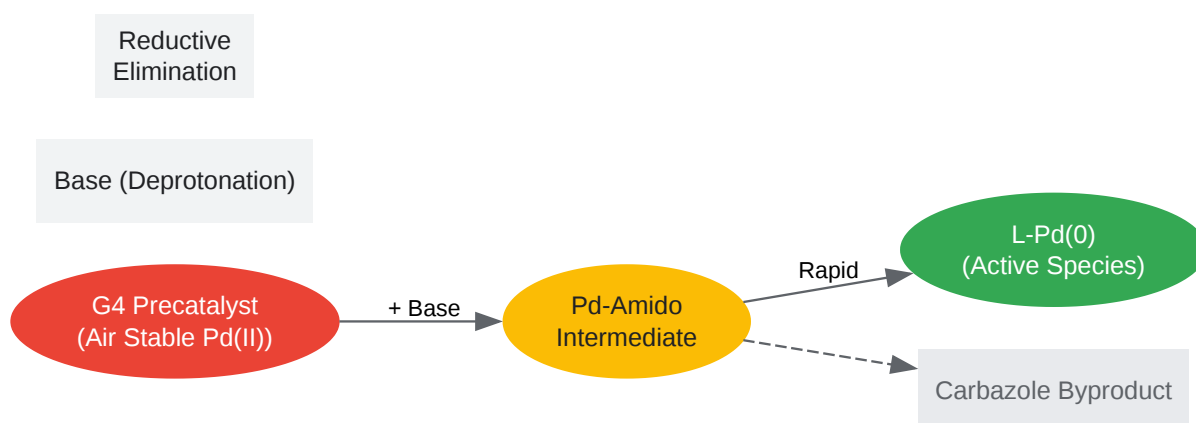 Reductive
Elimination
Base (Deprotonation)
G4 Precatalyst
(Air Stable Pd(II))
+ Base
Pd-Amido
Intermediate
Rapid
L-Pd(0)
(Active Species)
Carbazole Byproduct